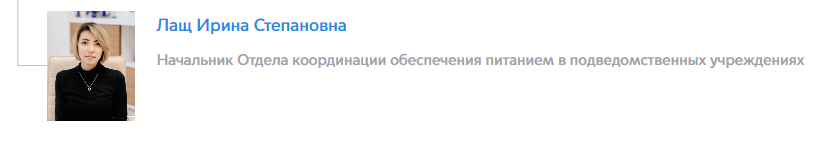 Лащ Ирина Степановна
Начальник Отдела координации обеспечения питанием в подведомственных учреждениях